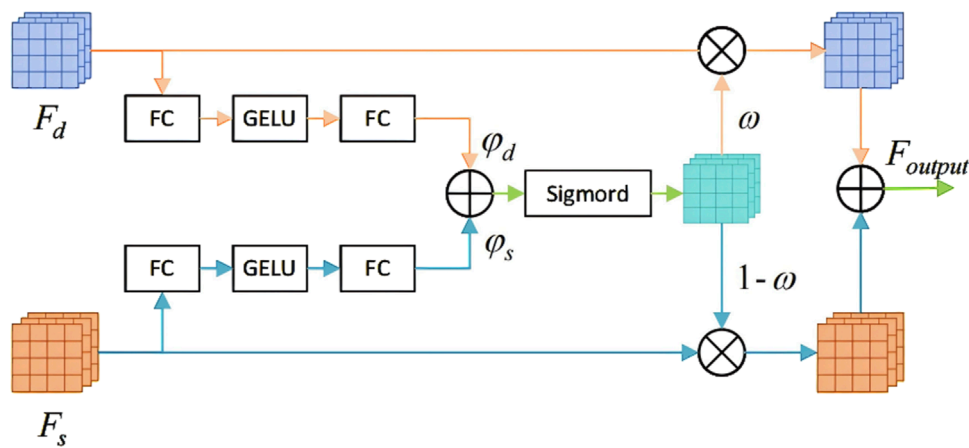 F_d
FC GELU FC
φ_d
ω
F_output
Sigmord
φ_s
FC GELU FC
1-ω
F_s